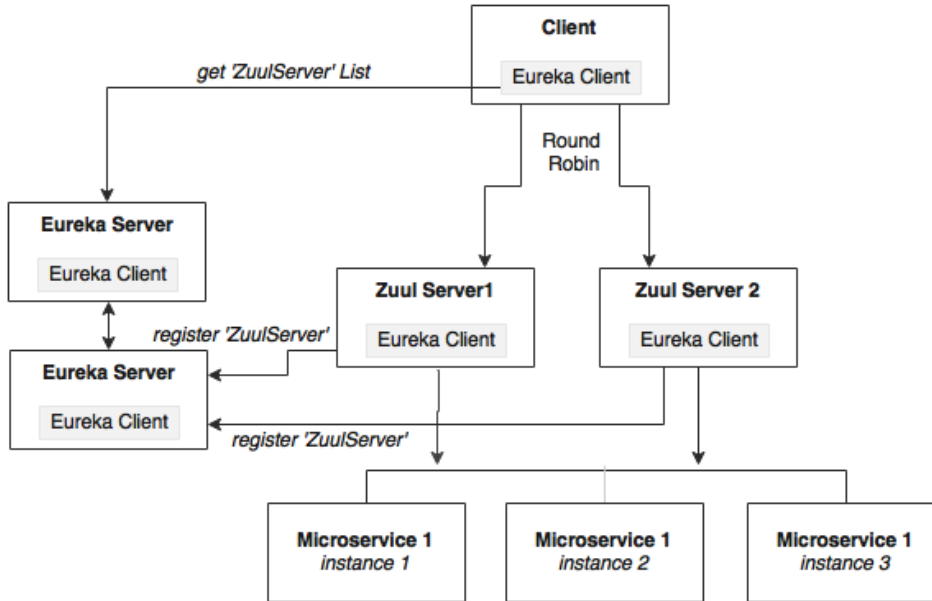 Client
Eureka Client
get 'ZuulServer' List
Round
Robin
Eureka Server
Eureka Client
Zuul Server1
Eureka Client
Zuul Server 2
Eureka Client
register 'ZuulServer'
Eureka Server
Eureka Client
register 'ZuulServer'
Microservice 1
instance 1
Microservice 1
instance 2
Microservice 1
instance 3